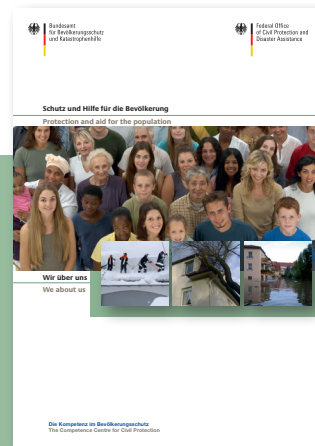 Bundesamt
für Bevölkerungsschutz
und Katastrophenhilfe
Federal Office
of Civil Protection and
Disaster Assistance
Schutz und Hilfe für die Bevölkerung
Protection and aid for the population
Wir über uns
We about us
Die Kompetenz im Bevölkerungsschutz
The Competence Centre for Civil Protection